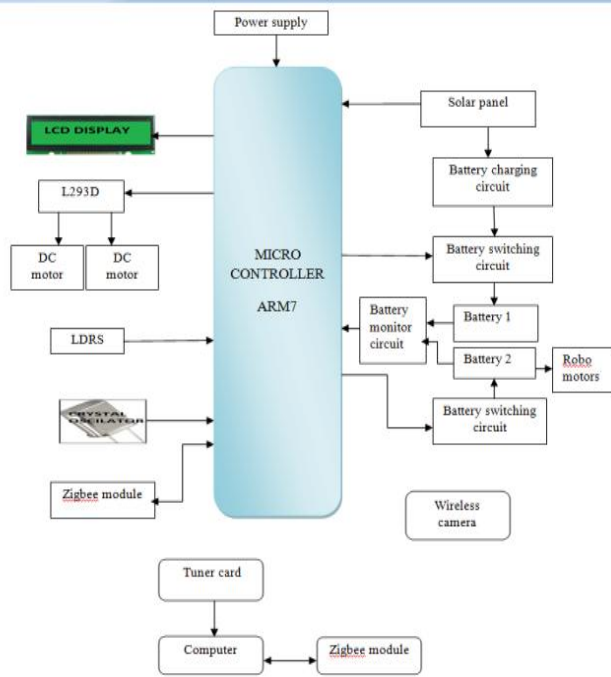 Power supply
LCD DISPLAY
Solar panel
L293D
Battery charging
circuit
DC
motor
DC
motor
MICRO
CONTROLLER
ARM7
Battery switching
circuit
LDRS
Battery
monitor
circuit
Battery 1
Battery 2
Robo
motors
CRYSTAL
OSCILATOR
Battery switching
circuit
Zigbee module
Wireless
camera
Tuner card
Computer
Zigbee module